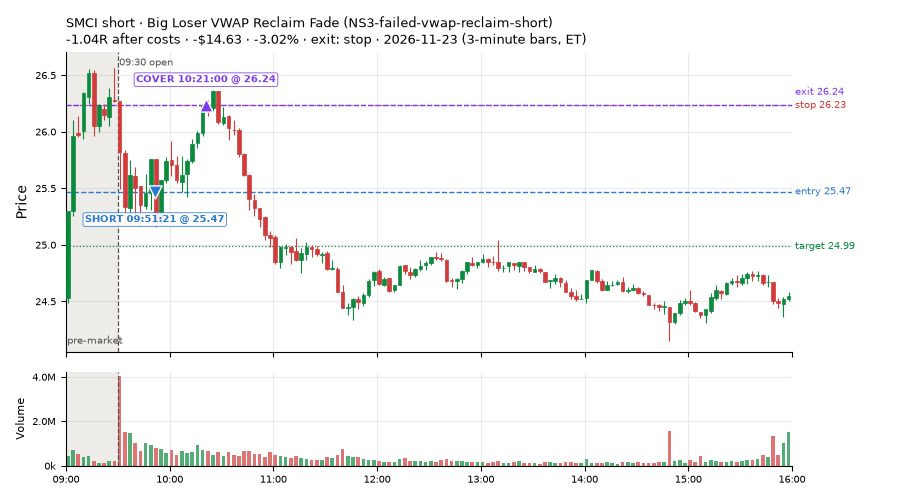 SMCI short · Big Loser VWAP Reclaim Fade (NS3-failed-vwap-reclaim-short)
-1.04R after costs · -$14.63 · -3.02% · exit: stop · 2026-11-23 (3-minute bars, ET)
09:30 open
COVER 10:21:00 @ 26.24
exit 26.24
stop 26.23
entry 25.47
SHORT 09:51:21 @ 25.47
target 24.99
pre-market
Price
26.5
26.0
25.5
25.0
24.5
Volume
4.0M
2.0M
0k
09:00 10:00 11:00 12:00 13:00 14:00 15:00 16:00